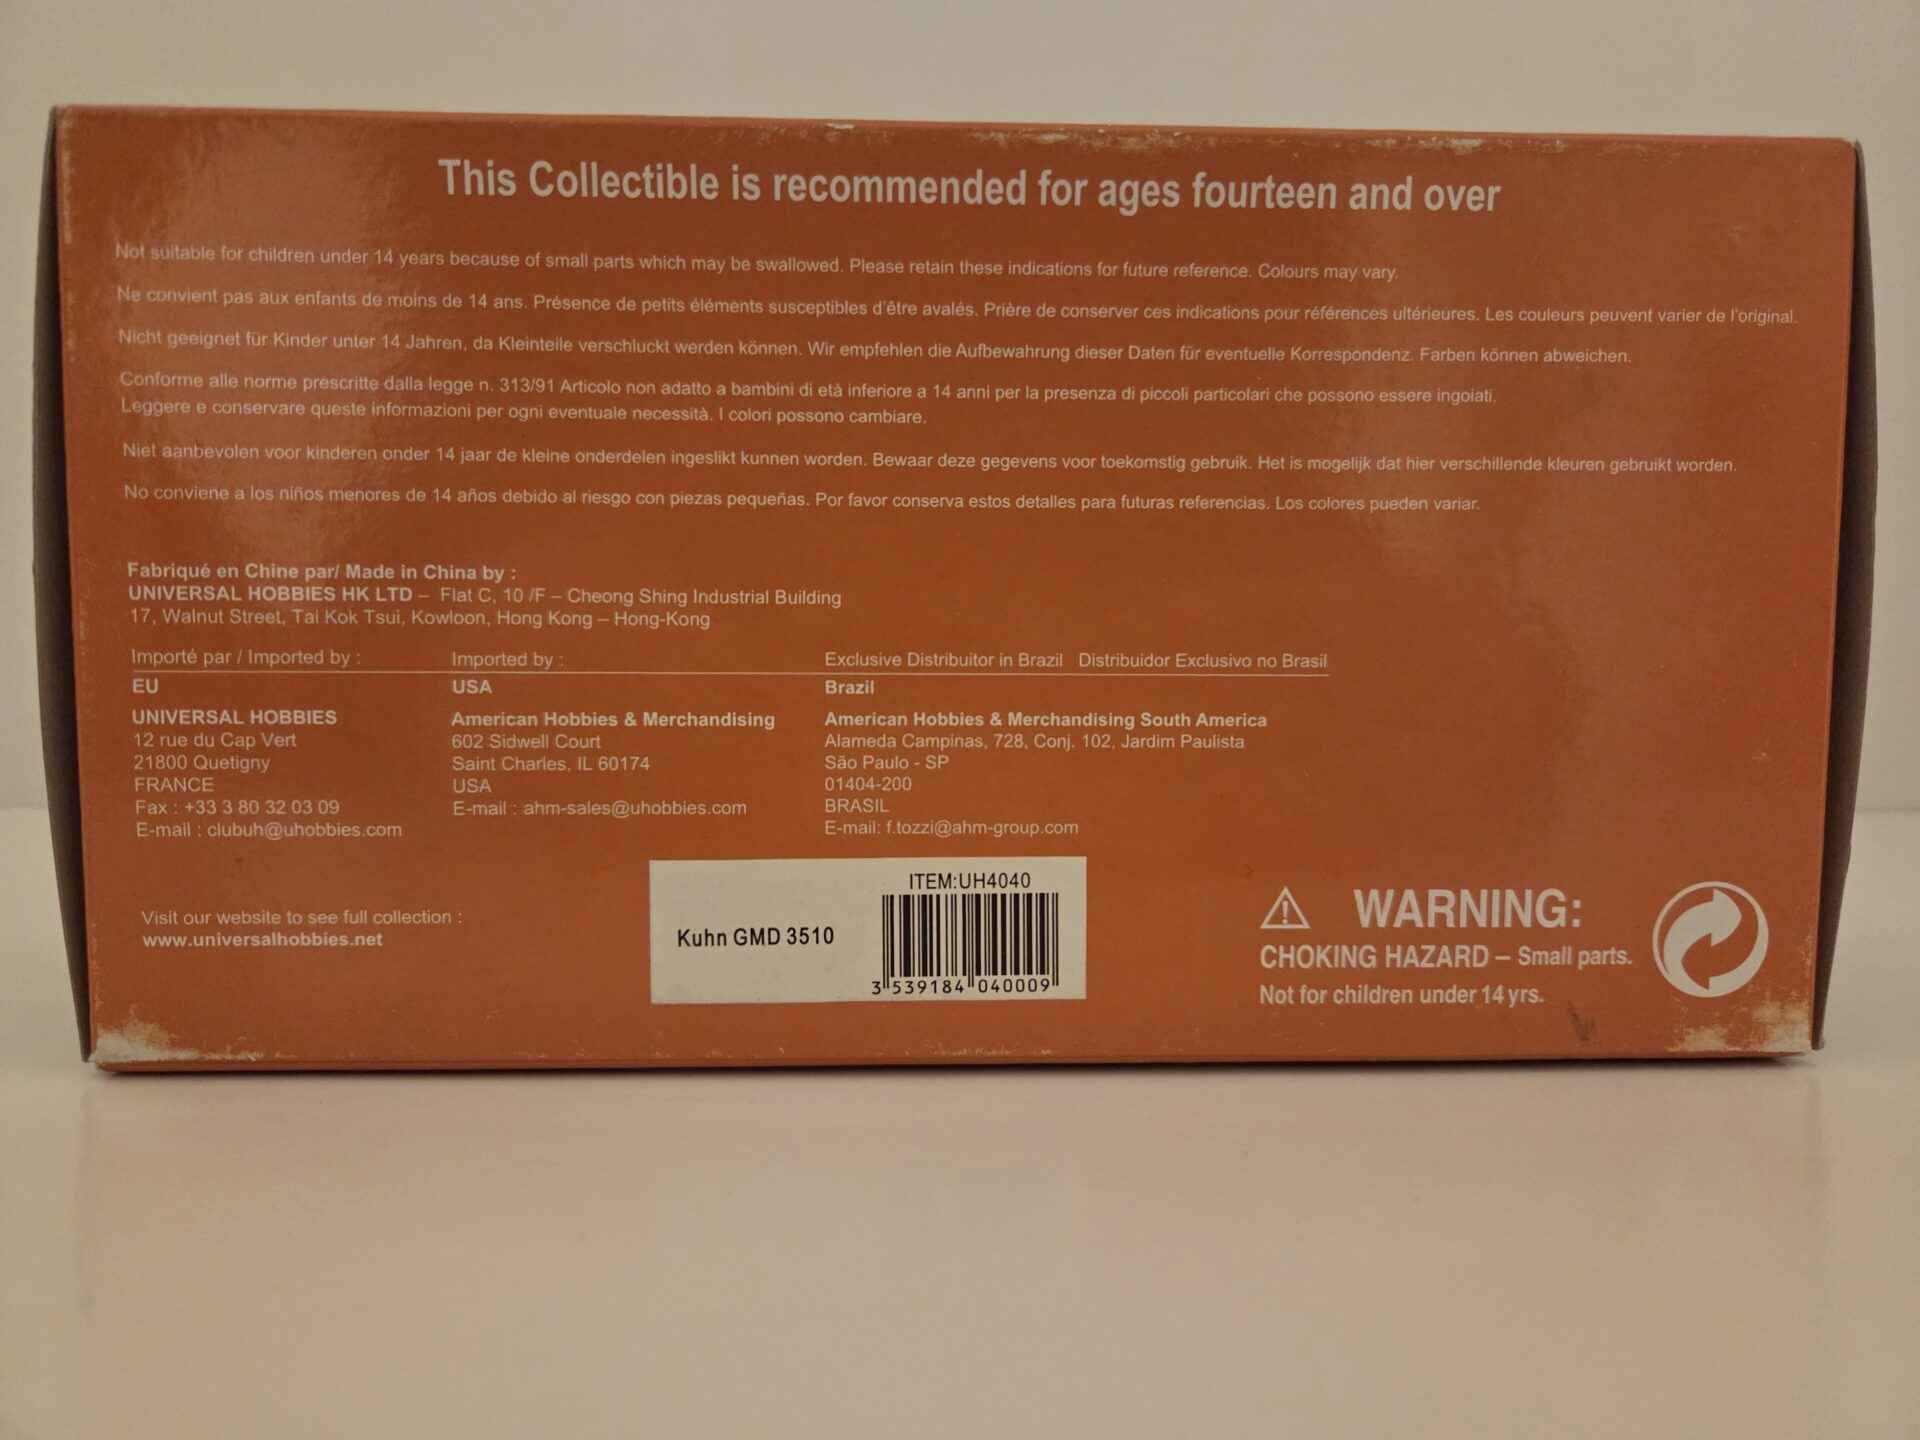 This Collectible is recommended for ages fourteen and over
Not suitable for children under 14 years because of small parts which may be swallowed. Please retain these indications for future reference. Colours may vary.
Ne convient pas aux enfants de moins de 14 ans. Présence de petits éléments susceptibles d'être avalés. Prière de conserver ces indications pour références ultérieures. Les couleurs peuvent varier de l'original.
Nicht geeignet für Kinder unter 14 Jahren, da Kleinteile verschluckt werden können. Wir empfehlen die Aufbewahrung dieser Daten für eventuelle Korrespondenz. Farben können abweichen.
Conforme alle norme prescritte dalla legge n. 313/91 Articolo non adatto a bambini di età inferiore a 14 anni per la presenza di piccoli particolari che possono essere ingoiati.
Leggere e conservare queste informazioni per ogni eventuale necessità. I colori possono cambiare.
Niet aanbevolen voor kinderen onder 14 jaar de kleine onderdelen ingeslikt kunnen worden. Bewaar deze gegevens voor toekomstig gebruik. Het is mogelijk dat hier verschillende kleuren gebruikt worden.
No conviene a los niños menores de 14 años debido al riesgo con piezas pequeñas. Por favor conserva estos detalles para futuras referencias. Los colores pueden variar.
Fabriqué en Chine par/ Made in China by :
UNIVERSAL HOBBIES HK LTD – Flat C, 10 /F – Cheong Shing Industrial Building
17, Walnut Street, Tai Kok Tsui, Kowloon, Hong Kong – Hong-Kong
Importé par / Imported by :
EU
UNIVERSAL HOBBIES
12 rue du Cap Vert
21800 Quetigny
FRANCE
Fax : +33 3 80 32 03 09
E-mail : clubuh@uhobbies.com
Imported by :
USA
American Hobbies & Merchandising
602 Sidwell Court
Saint Charles, IL 60174
USA
E-mail : ahm-sales@uhobbies.com
Exclusive Distribuitor in Brazil Distribuidor Exclusivo no Brasil
Brazil
American Hobbies & Merchandising South America
Alameda Campinas, 728, Conj. 102, Jardim Paulista
São Paulo - SP
01404-200
BRASIL
E-mail: f.tozzi@ahm-group.com
Visit our website to see full collection :
www.universalhobbies.net
Kuhn GMD 3510
ITEM:UH4040
3 539184 040009
WARNING:
CHOKING HAZARD – Small parts.
Not for children under 14 yrs.